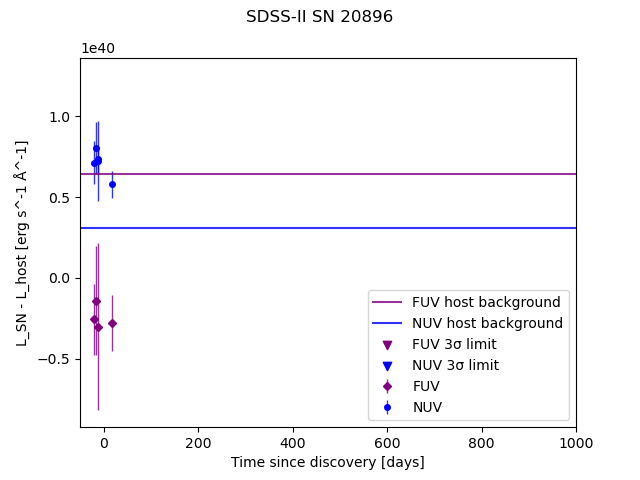 SDSS-II SN 20896
1e40
1.0
0.5
0.0
−0.5
L_SN - L_host [erg s^-1 Å^-1]
FUV host background
NUV host background
FUV 3σ limit
NUV 3σ limit
FUV
NUV
0 200 400 600 800 1000
Time since discovery [days]